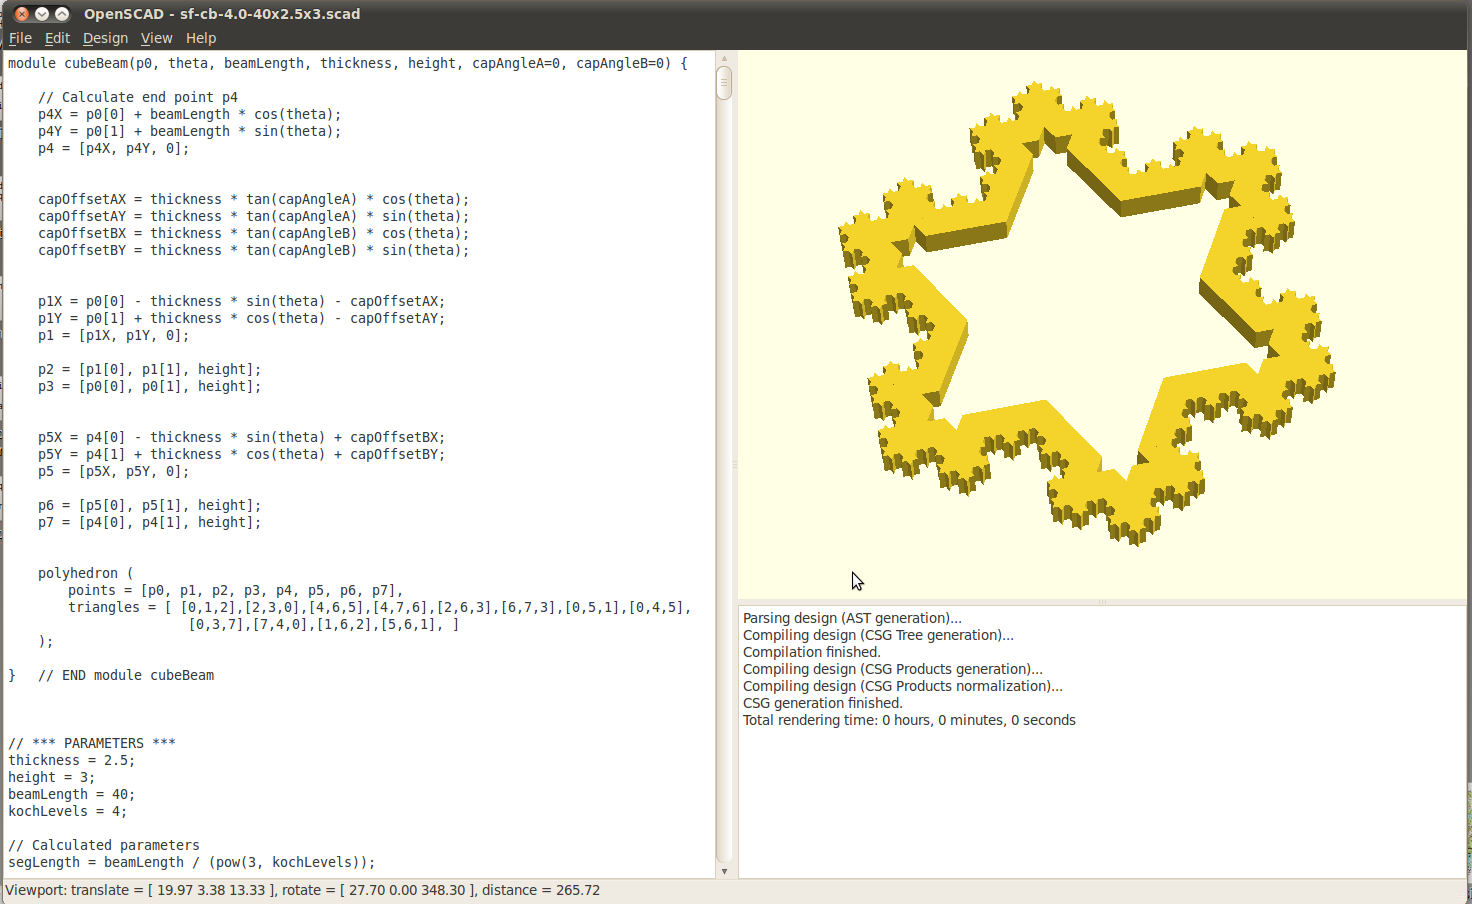 OpenSCAD - sf-cb-4.0-40x2.5x3.scad
File Edit Design View Help
module cubeBeam(p0, theta, beamLength, thickness, height, capAngleA=0, capAngleB=0) {
// Calculate end point p4
p4X = p0[0] + beamLength * cos(theta);
p4Y = p0[1] + beamLength * sin(theta);
p4 = [p4X, p4Y, 0];
capOffsetAX = thickness * tan(capAngleA) * cos(theta);
capOffsetAY = thickness * tan(capAngleA) * sin(theta);
capOffsetBX = thickness * tan(capAngleB) * cos(theta);
capOffsetBY = thickness * tan(capAngleB) * sin(theta);
p1X = p0[0] - thickness * sin(theta) - capOffsetAX;
p1Y = p0[1] + thickness * cos(theta) - capOffsetAY;
p1 = [p1X, p1Y, 0];
p2 = [p1[0], p1[1], height];
p3 = [p0[0], p0[1], height];
p5X = p4[0] - thickness * sin(theta) + capOffsetBX;
p5Y = p4[1] + thickness * cos(theta) + capOffsetBY;
p5 = [p5X, p5Y, 0];
p6 = [p5[0], p5[1], height];
p7 = [p4[0], p4[1], height];
polyhedron (
points = [p0, p1, p2, p3, p4, p5, p6, p7],
triangles = [ [0,1,2],[2,3,0],[4,6,5],[4,7,6],[2,6,3],[6,7,3],[0,5,1],[0,4,5],
[0,3,7],[7,4,0],[1,6,2],[5,6,1], ]
);
} // END module cubeBeam
// *** PARAMETERS ***
thickness = 2.5;
height = 3;
beamLength = 40;
kochLevels = 4;
// Calculated parameters
segLength = beamLength / (pow(3, kochLevels));
Parsing design (AST generation)...
Compiling design (CSG Tree generation)...
Compilation finished.
Compiling design (CSG Products generation)...
Compiling design (CSG Products normalization)...
CSG generation finished.
Total rendering time: 0 hours, 0 minutes, 0 seconds
Viewport: translate = [ 19.97 3.38 13.33 ], rotate = [ 27.70 0.00 348.30 ], distance = 265.72